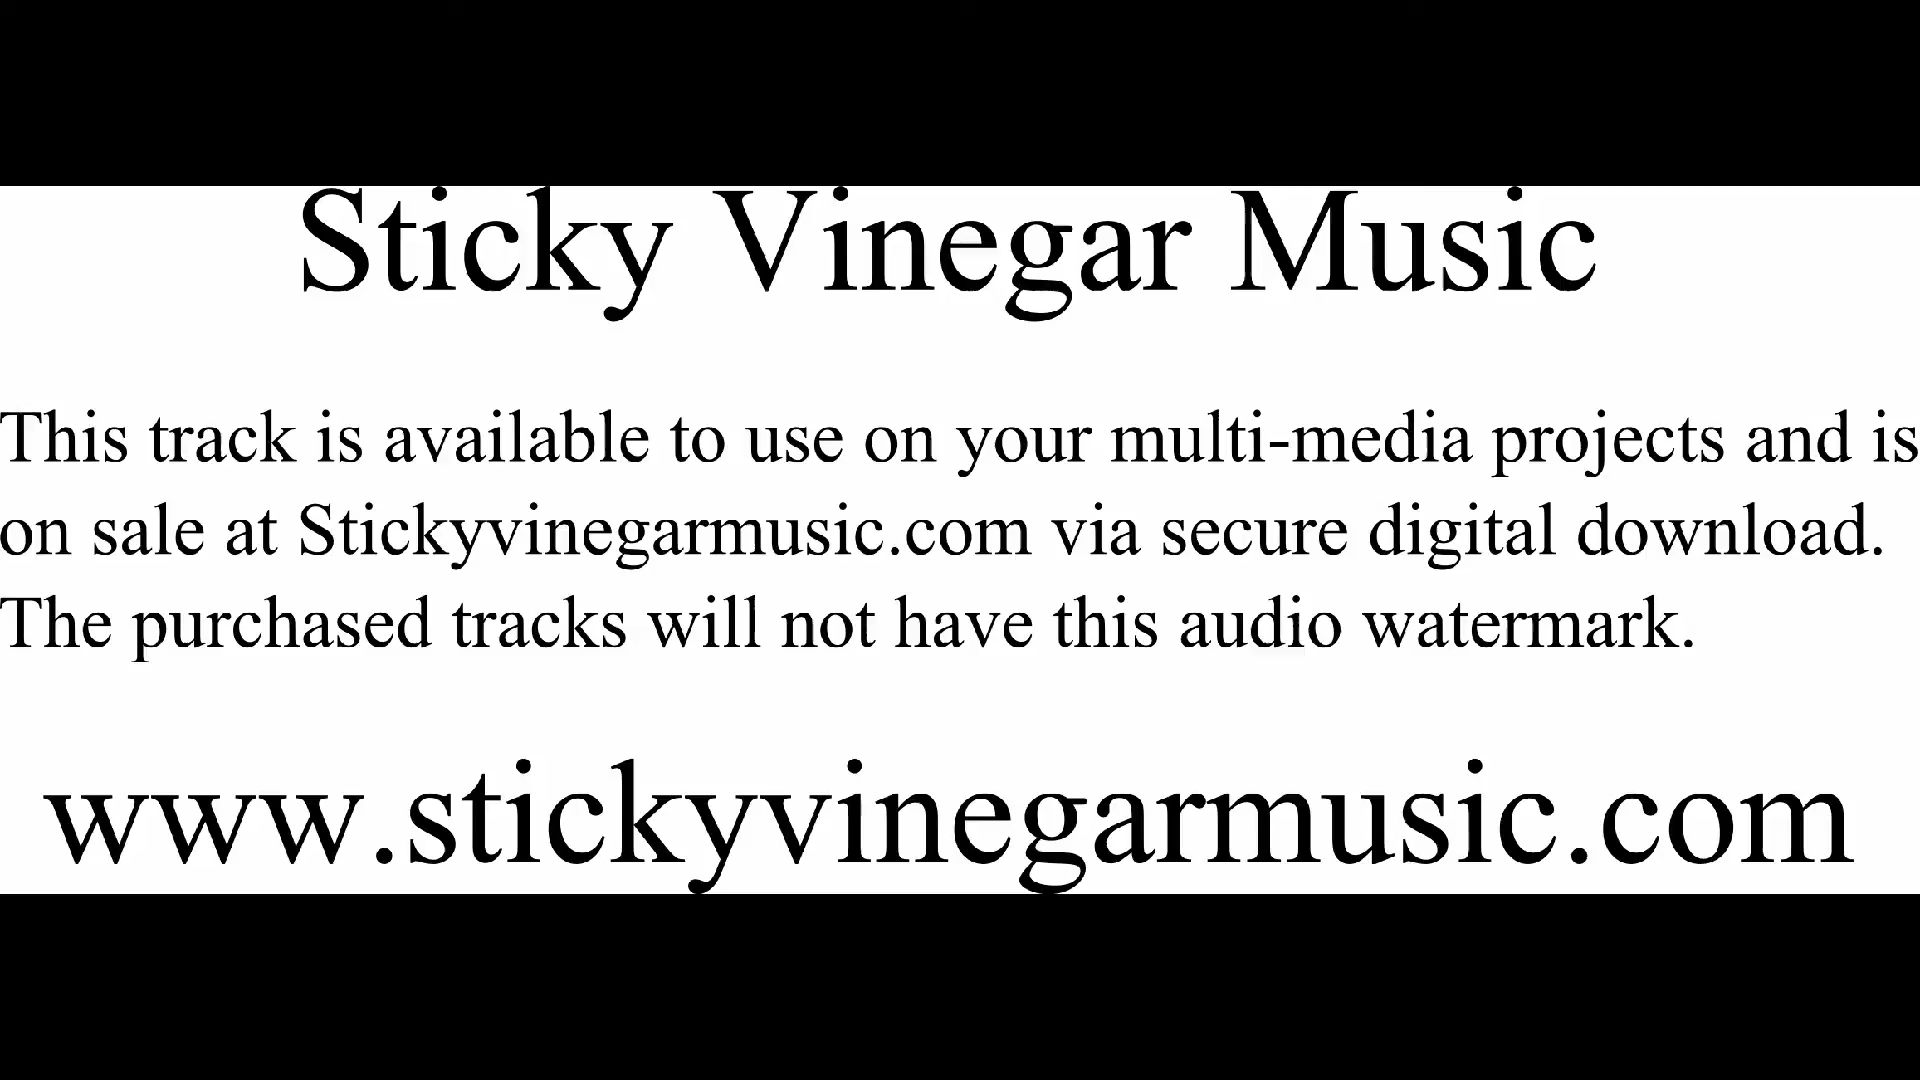 Sticky Vinegar Music
This track is available to use on your multi-media projects and is
on sale at Stickyvinegarmusic.com via secure digital download.
The purchased tracks will not have this audio watermark.
www.stickyvinegarmusic.com